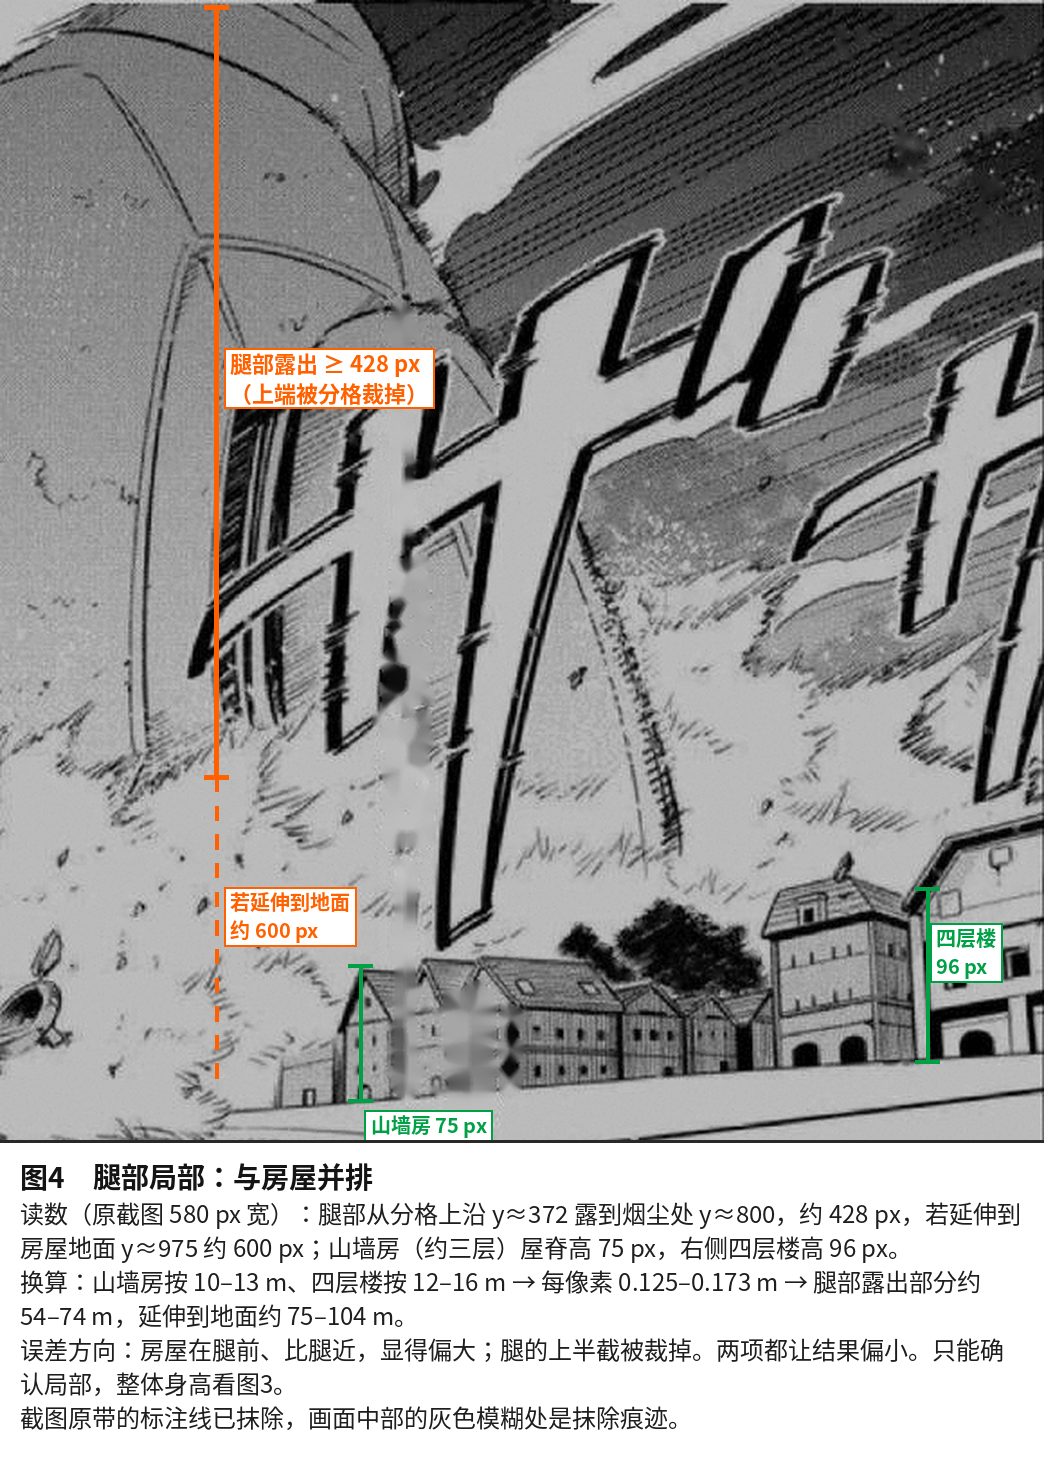 腿部露出 ≥ 428 px
（上端被分格裁掉）
若延伸到地面
约 600 px
四层楼
96 px
山墙房 75 px
图4　腿部局部：与房屋并排
读数（原截图 580 px 宽）：腿部从分格上沿 y≈372 露到烟尘处 y≈800，约 428 px，若延伸到
房屋地面 y≈975 约 600 px；山墙房（约三层）屋脊高 75 px，右侧四层楼高 96 px。
换算：山墙房按 10–13 m、四层楼按 12–16 m → 每像素 0.125–0.173 m → 腿部露出部分约
54–74 m，延伸到地面约 75–104 m。
误差方向：房屋在腿前、比腿近，显得偏大；腿的上半截被裁掉。两项都让结果偏小。只能确
认局部，整体身高看图3。
截图原带的标注线已抹除，画面中部的灰色模糊处是抹除痕迹。